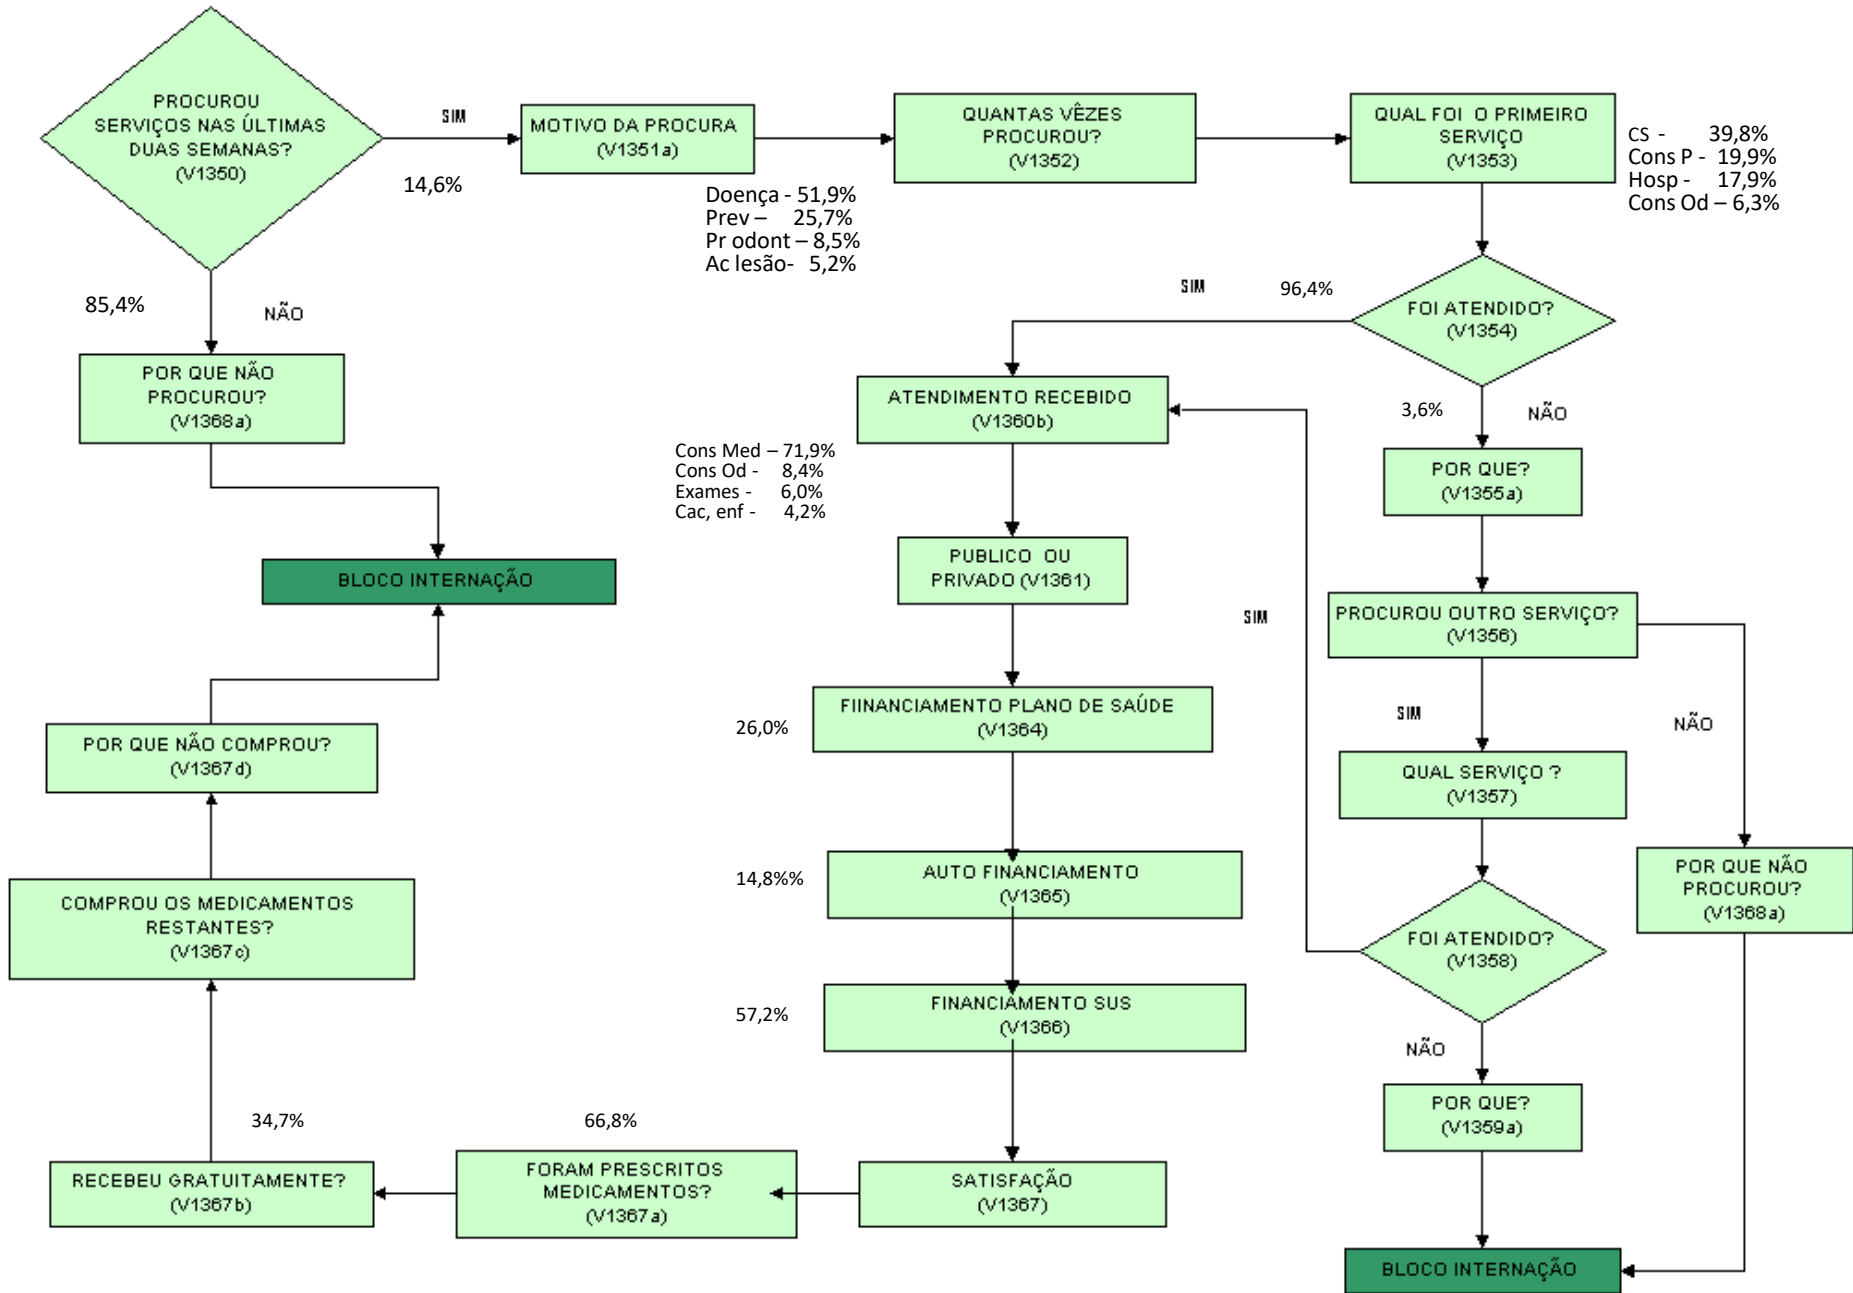 PROCUROU
SERVIÇOS NAS ÚLTIMAS
DUAS SEMANAS?
(V1350)
SIM
14,6%
MOTIVO DA PROCURA
(V1351a)
Doença - 51,9%
Prev – 25,7%
Pr odont – 8,5%
Ac lesão- 5,2%
QUANTAS VÊZES
PROCUROU?
(V1352)
QUAL FOI O PRIMEIRO
SERVIÇO
(V1353)
CS - 39,8%
Cons P - 19,9%
Hosp - 17,9%
Cons Od – 6,3%
85,4%
NÃO
POR QUE NÃO
PROCUROU?
(V1368a)
BLOCO INTERNAÇÃO
FOI ATENDIDO?
(V1354)
SIM
96,4%
3,6%
NÃO
ATENDIMENTO RECEBIDO
(V1360b)
Cons Med – 71,9%
Cons Od - 8,4%
Exames - 6,0%
Cac, enf - 4,2%
POR QUE?
(V1355a)
PUBLICO OU
PRIVADO (V1361)
PROCUROU OUTRO SERVIÇO?
(V1356)
SIM
SIM
NÃO
FIINANCIAMENTO PLANO DE SAÚDE
(V1364)
26,0%
QUAL SERVIÇO ?
(V1357)
POR QUE NÃO COMPROU?
(V1367d)
AUTO FINANCIAMENTO
(V1365)
14,8%%
POR QUE NÃO
PROCUROU?
(V1368a)
COMPROU OS MEDICAMENTOS
RESTANTES?
(V1367c)
FOI ATENDIDO?
(V1358)
FINANCIAMENTO SUS
(V1366)
57,2%
NÃO
POR QUE?
(V1359a)
34,7%
66,8%
RECEBEU GRATUITAMENTE?
(V1367b)
FORAM PRESCRITOS
MEDICAMENTOS?
(V1367a)
SATISFAÇÃO
(V1367)
BLOCO INTERNAÇÃO